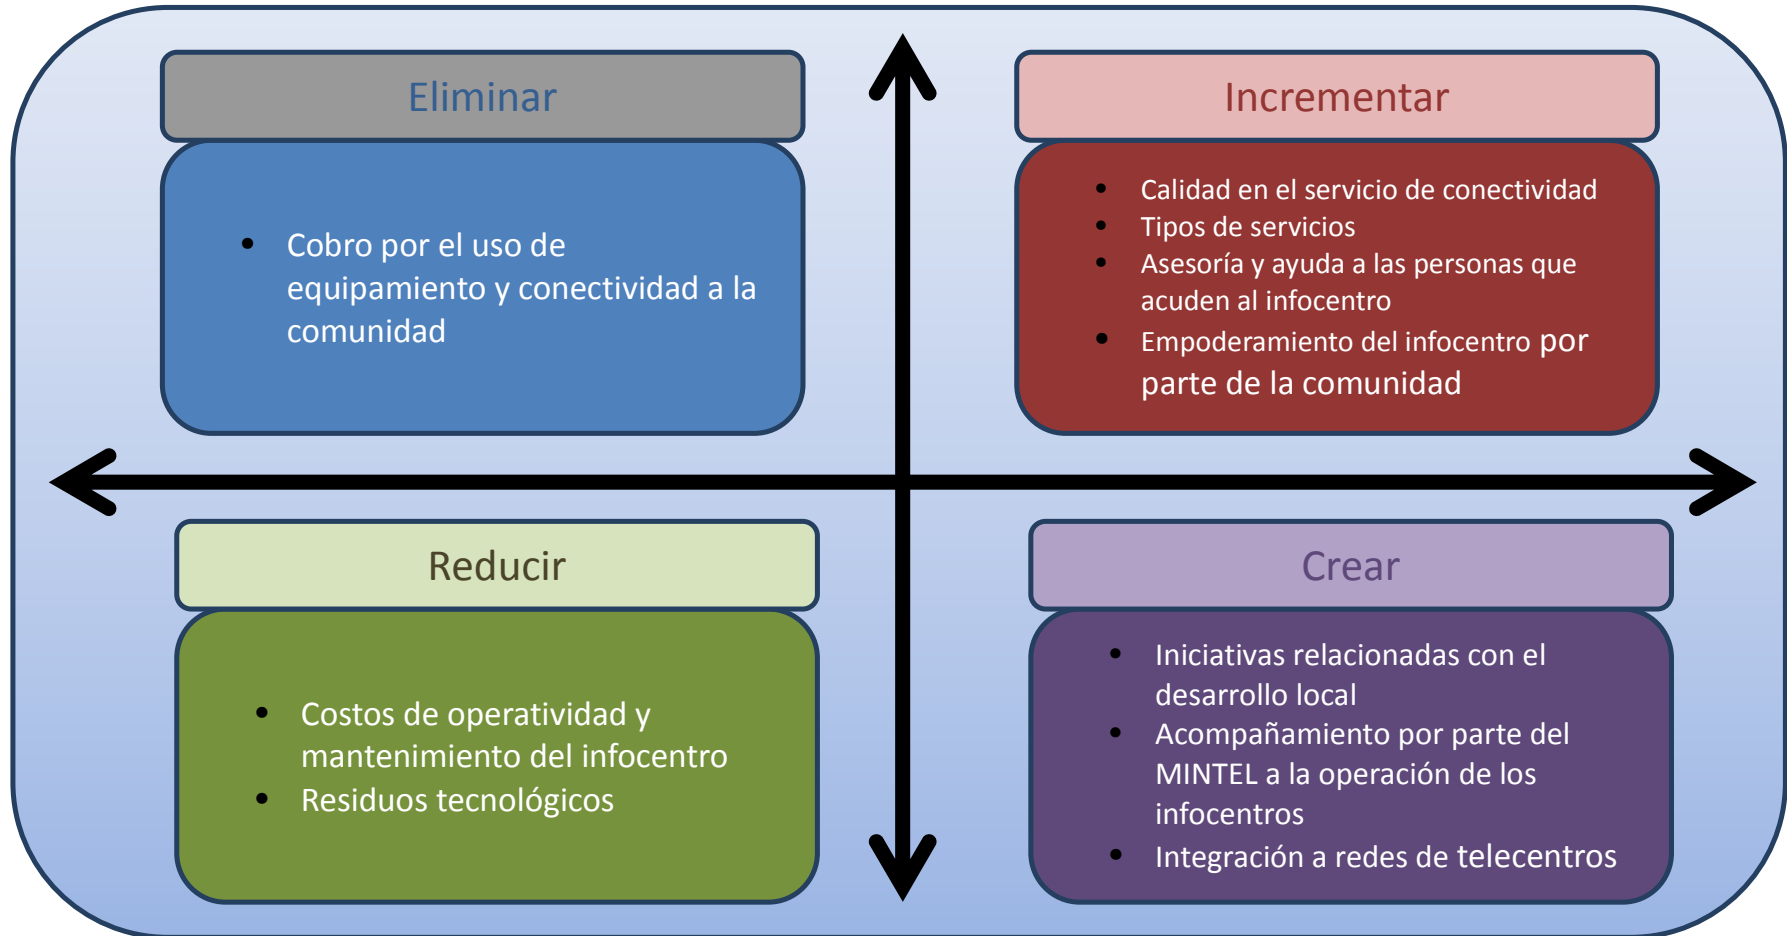 Eliminar
• Cobro por el uso de
equipamiento y conectividad a la
comunidad
Incrementar
• Calidad en el servicio de conectividad
• Tipos de servicios
• Asesoría y ayuda a las personas que
acuden al infocentro
• Empoderamiento del infocentro por
parte de la comunidad
Reducir
• Costos de operatividad y
mantenimiento del infocentro
• Residuos tecnológicos
Crear
• Iniciativas relacionadas con el
desarrollo local
• Acompañamiento por parte del
MINTEL a la operación de los
infocentros
• Integración a redes de telecentros